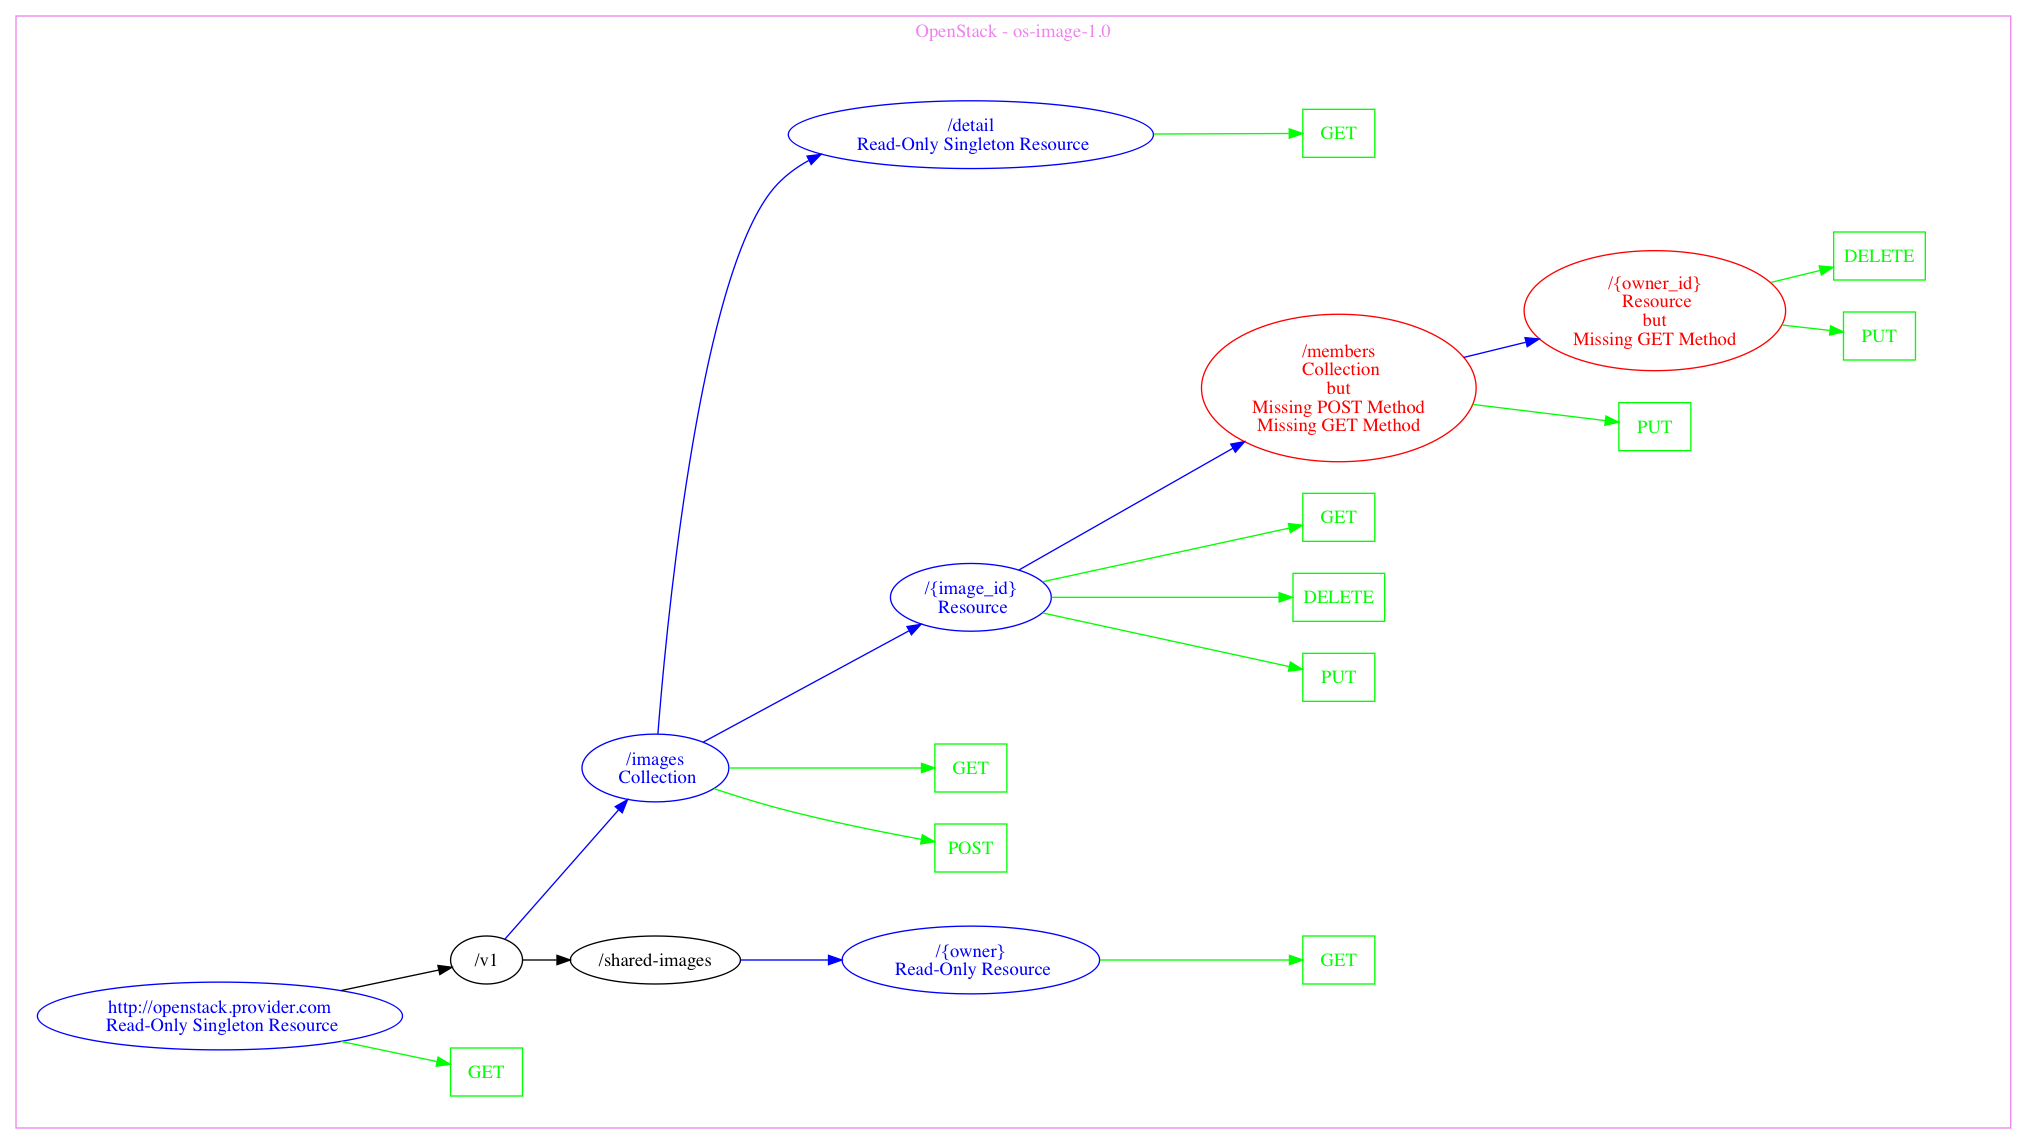 OpenStack - os-image-1.0
/detail
Read-Only Singleton Resource
GET
/{owner_id}
Resource
but
Missing GET Method
DELETE
PUT
/members
Collection
but
Missing POST Method
Missing GET Method
PUT
/{image_id}
Resource
GET
DELETE
PUT
/images
Collection
GET
POST
/v1
/shared-images
/{owner}
Read-Only Resource
GET
http://openstack.provider.com
Read-Only Singleton Resource
GET